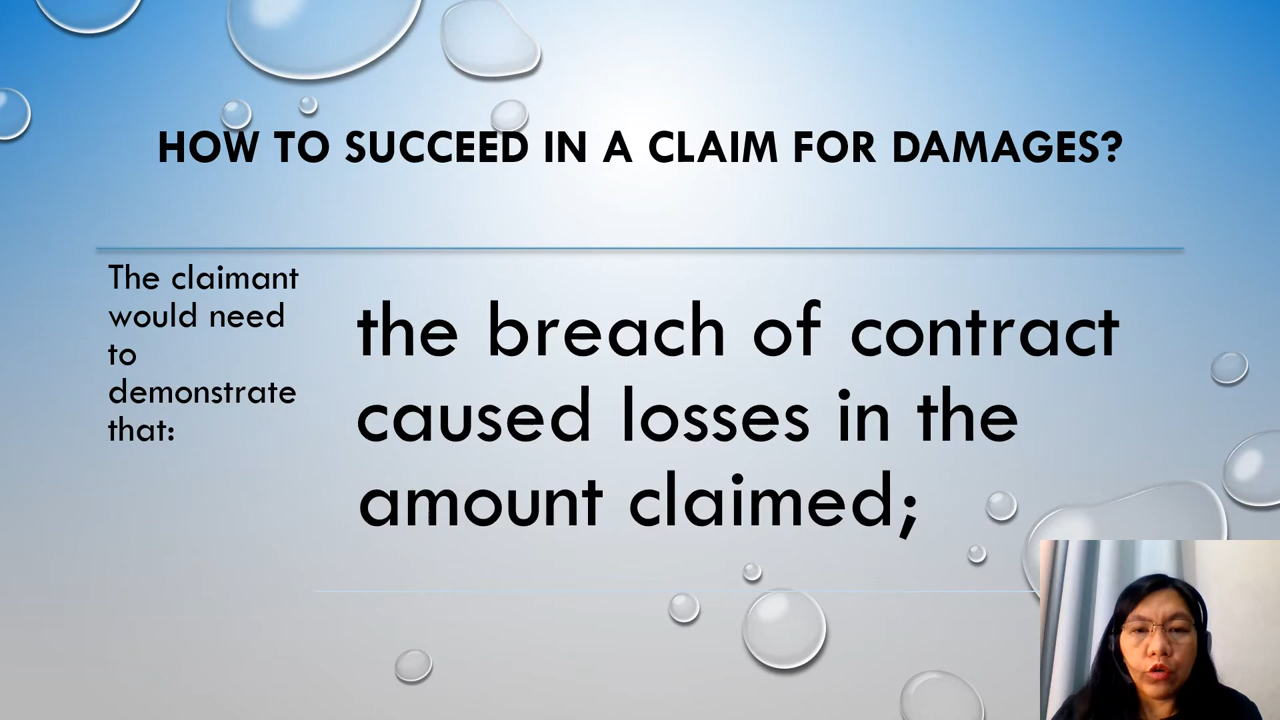 HOW TO SUCCEED IN A CLAIM FOR DAMAGES?
The claimant
would need
to
demonstrate
that:
the breach of contract
caused losses in the
amount claimed;